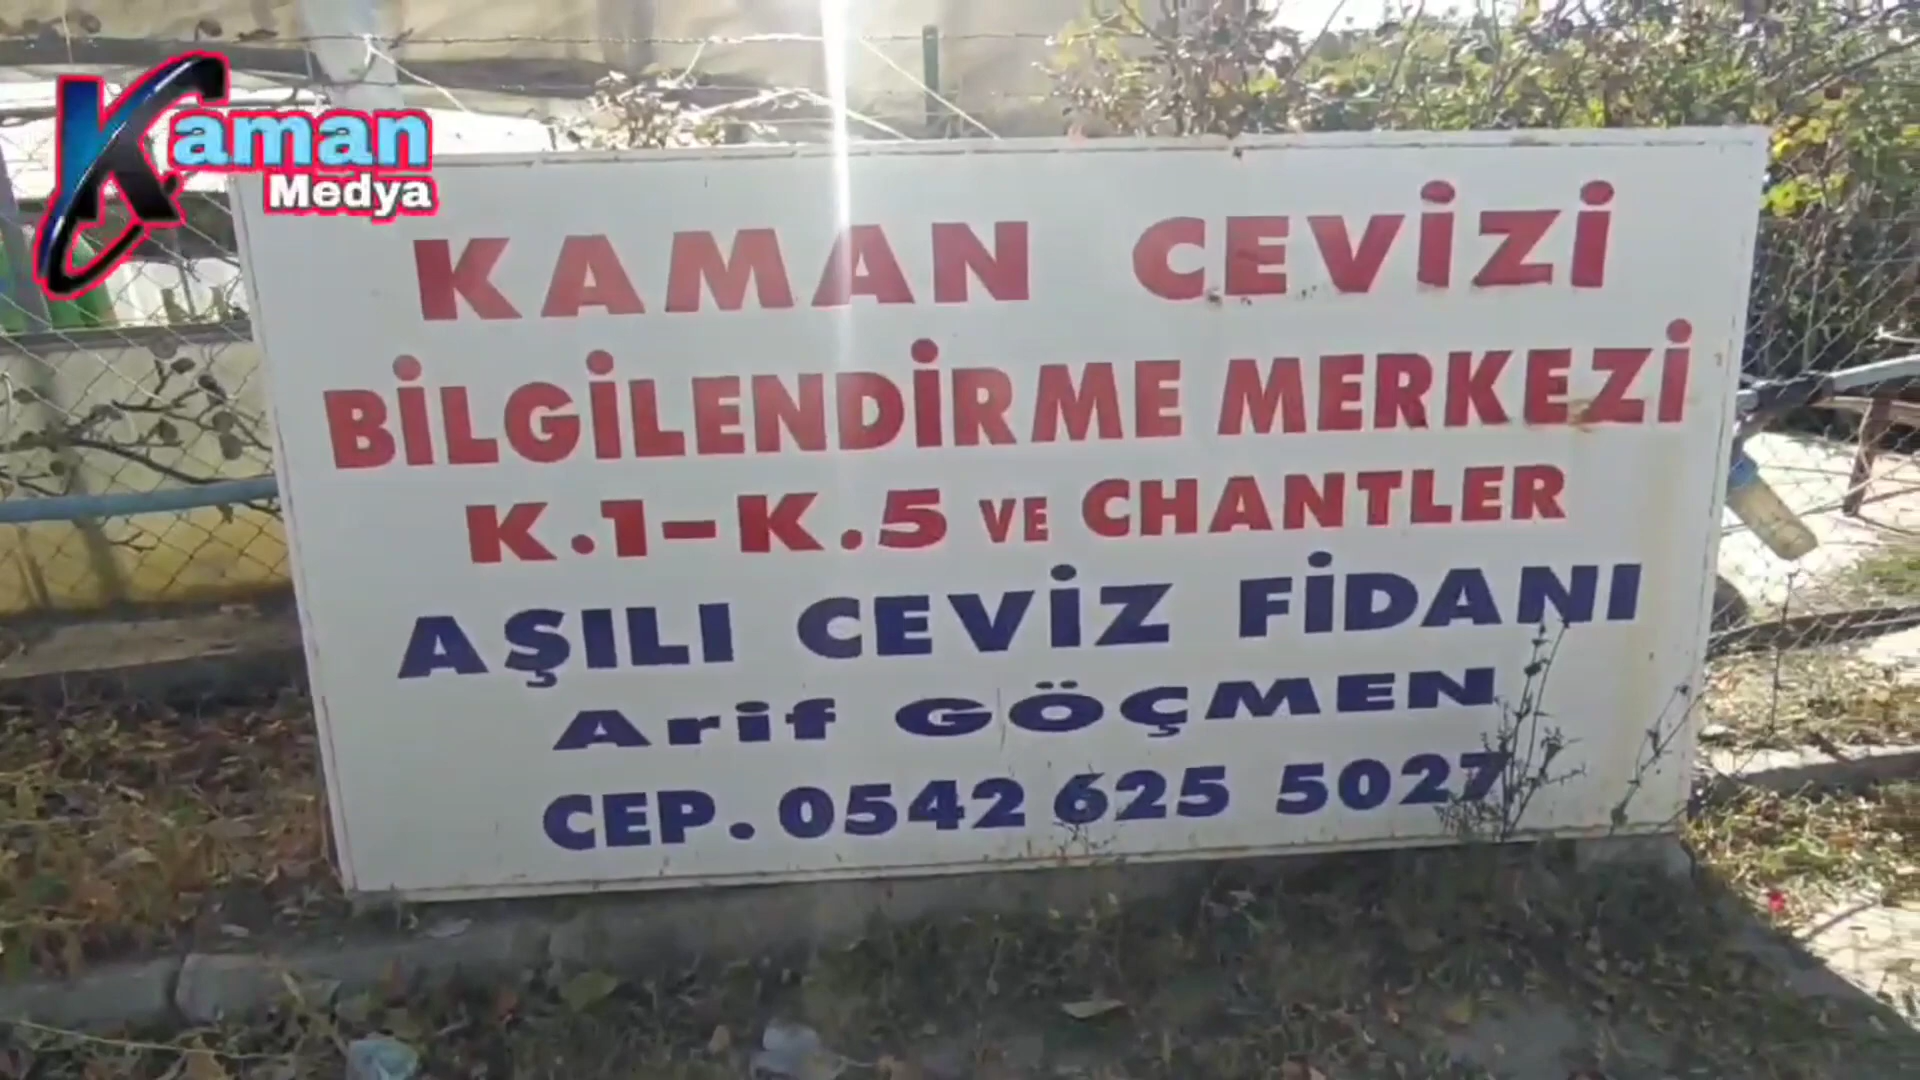 Kaman
Medya
KAMAN CEVİZİ
BİLGİLENDİRME MERKEZİ
K.1-K.5 VE CHANTLER
AŞILI CEVİZ FİDANI
Arif GÖÇMEN
CEP. 0542 625 5027